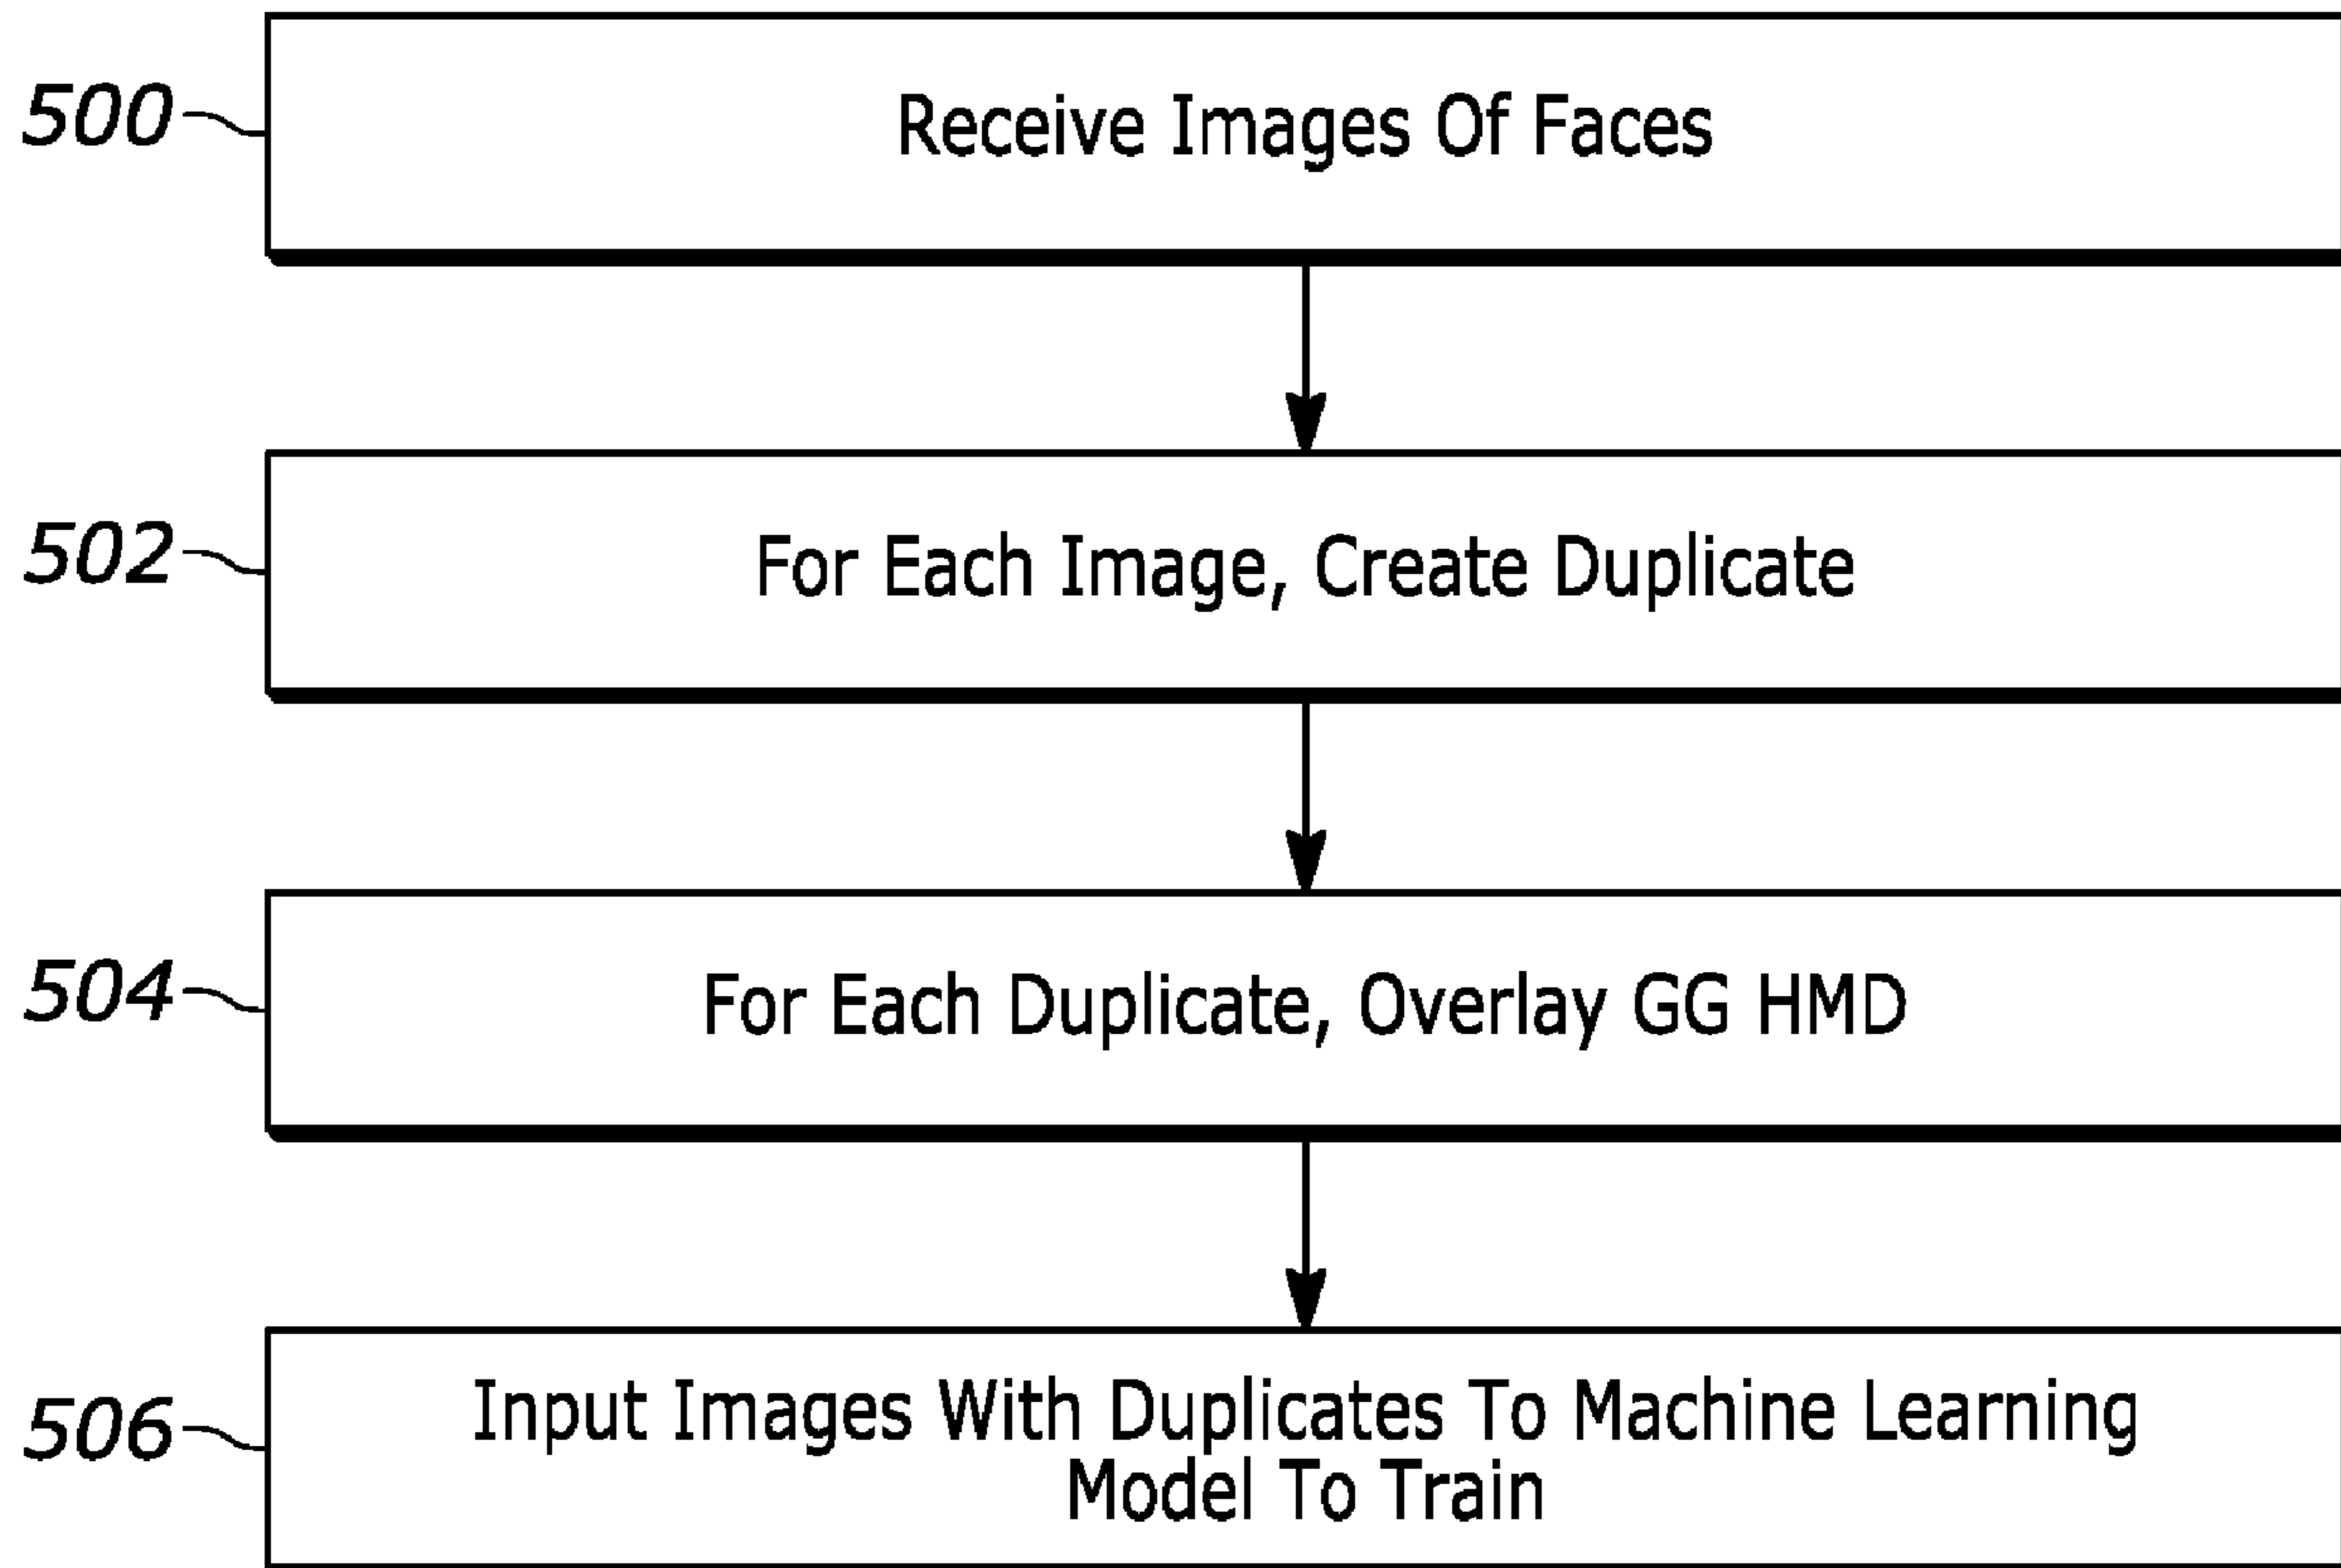 500
Receive Images Of Faces
502
For Each Image, Create Duplicate
504
For Each Duplicate, Overlay GG HMD
506
Input Images With Duplicates To Machine Learning
Model To Train